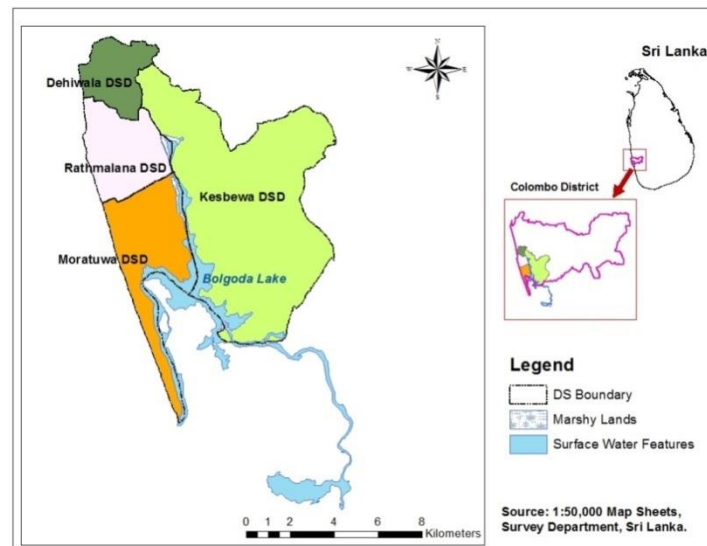 Dehiwala DSD
Rathmalana DSD
Kesbewa DSD
Moratuwa DSD
Bolgoda Lake
N
W E
S
0 1 2 4 6 8
Kilometers
Sri Lanka
Colombo District
Legend
DS Boundary
Marshy Lands
Surface Water Features
Source: 1:50,000 Map Sheets,
Survey Department, Sri Lanka.